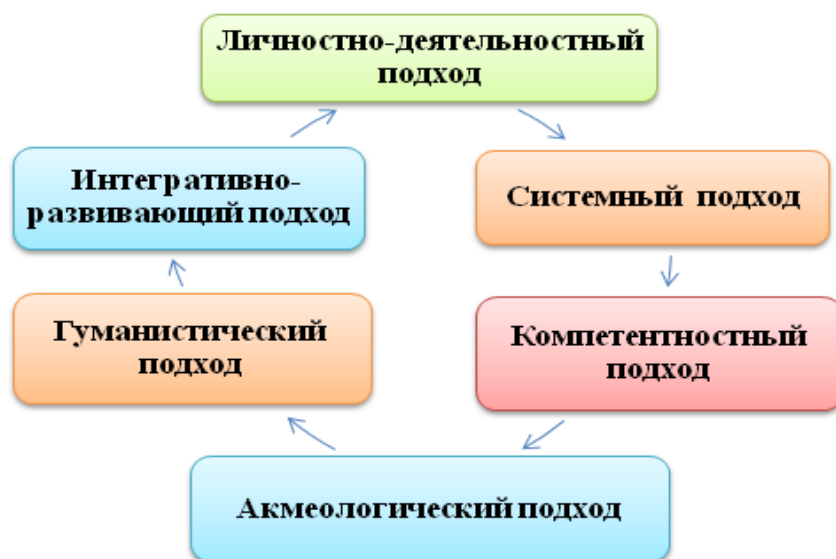 Личностно-деятельностный
подход
Системный подход
Компетентностный
подход
Акмеологический подход
Гуманистический
подход
Интегративно-
развивающий подход